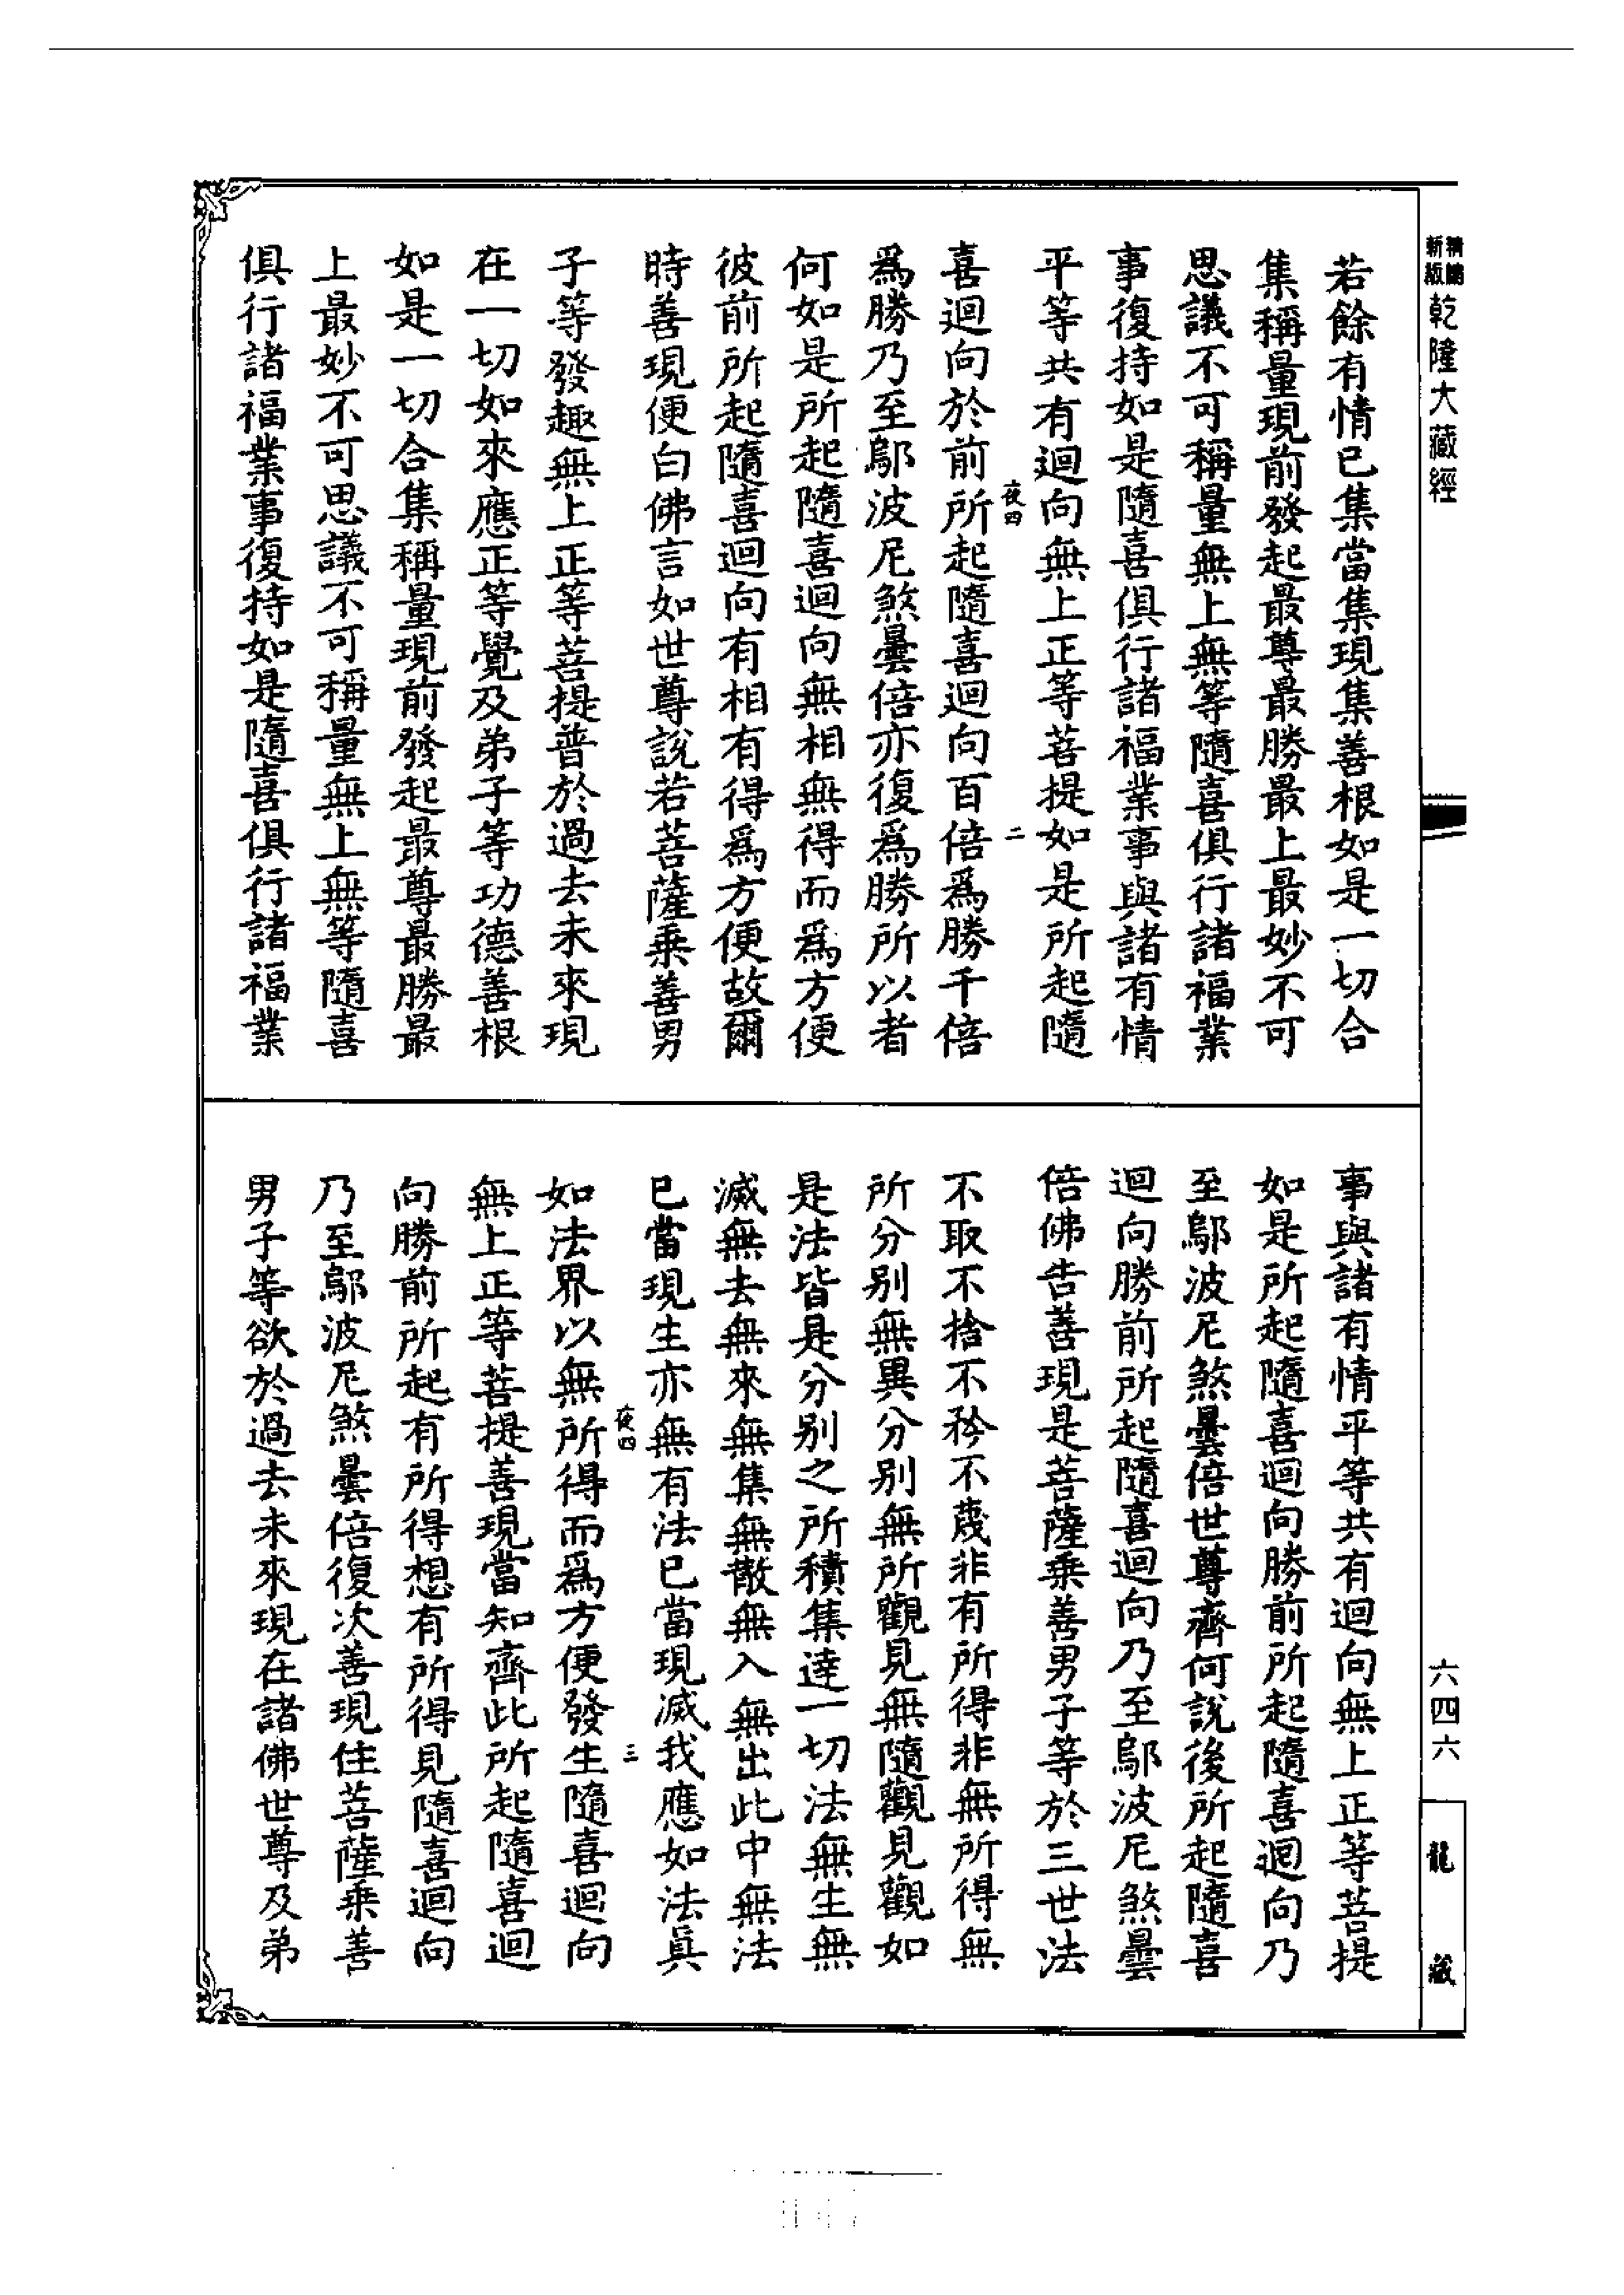 精編
新版
乾隆大藏經
若餘有情已集當集現集善根如是一切合
集稱量現前發起最尊最勝最上最妙不可
思議不可稱量無上無等隨喜俱行諸福業
事復持如是隨喜俱行諸福業事與諸有情
平等共有迴向無上正等菩提如是所起隨
夜四
二
喜迴向於前所起隨喜迴向百倍爲勝千倍
爲勝乃至鄔波尼煞曇倍亦復爲勝所以者
何如是所起隨喜迴向無相無得而爲方便
彼前所起隨喜迴向有相有得爲方便故爾
時善現便白佛言如世尊說若菩薩乘善男
子等發趣無上正等菩提普於過去未來現
在一切如來應正等覺及弟子等功德善根
如是一切合集稱量現前發起最尊最勝最
上最妙不可思議不可稱量無上無等隨喜
俱行諸福業事復持如是隨喜俱行諸福業
事與諸有情平等共有迴向無上正等菩提
如是所起隨喜迴向勝前所起隨喜迴向乃
至鄔波尼煞曇倍世尊齊何說後所起隨喜
迴向勝前所起隨喜迴向乃至鄔波尼煞曇
倍佛告善現是菩薩乘善男子等於三世法
不取不捨不矜不蔑非有所得非無所得無
所分別無異分別無所觀見無隨觀見觀如
是法皆是分別之所積集達一切法無生無
滅無去無來無集無散無入無出此中無法
已當現生亦無有法已當現滅我應如法眞
夜四
三
如法界以無所得而爲方便發生隨喜迴向
無上正等菩提善現當知齊此所起隨喜迴
向勝前所起有所得想有所得見隨喜迴向
乃至鄔波尼煞曇倍復次善現住菩薩乘善
男子等欲於過去未來現在諸佛世尊及弟
六四六
龍藏